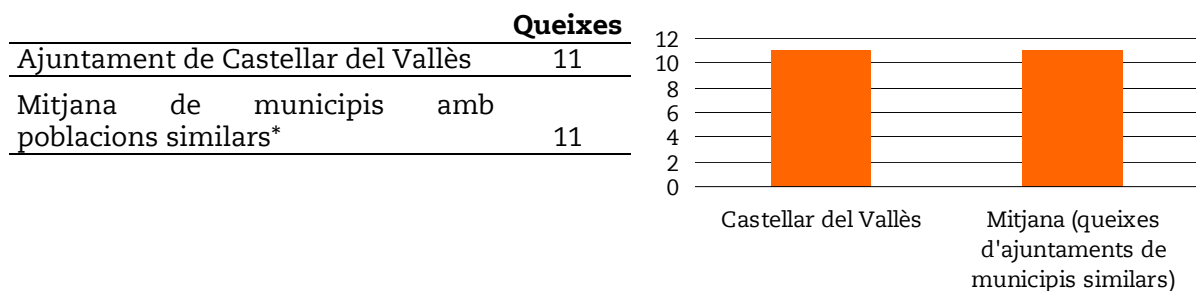 Queixes
Ajuntament de Castellar del Vallès 11
Mitjana de municipis amb
poblacions similars* 11
12
10
8
6
4
2
0
Castellar del Vallès
Mitjana (queixes
d'ajuntaments de
municipis similars)